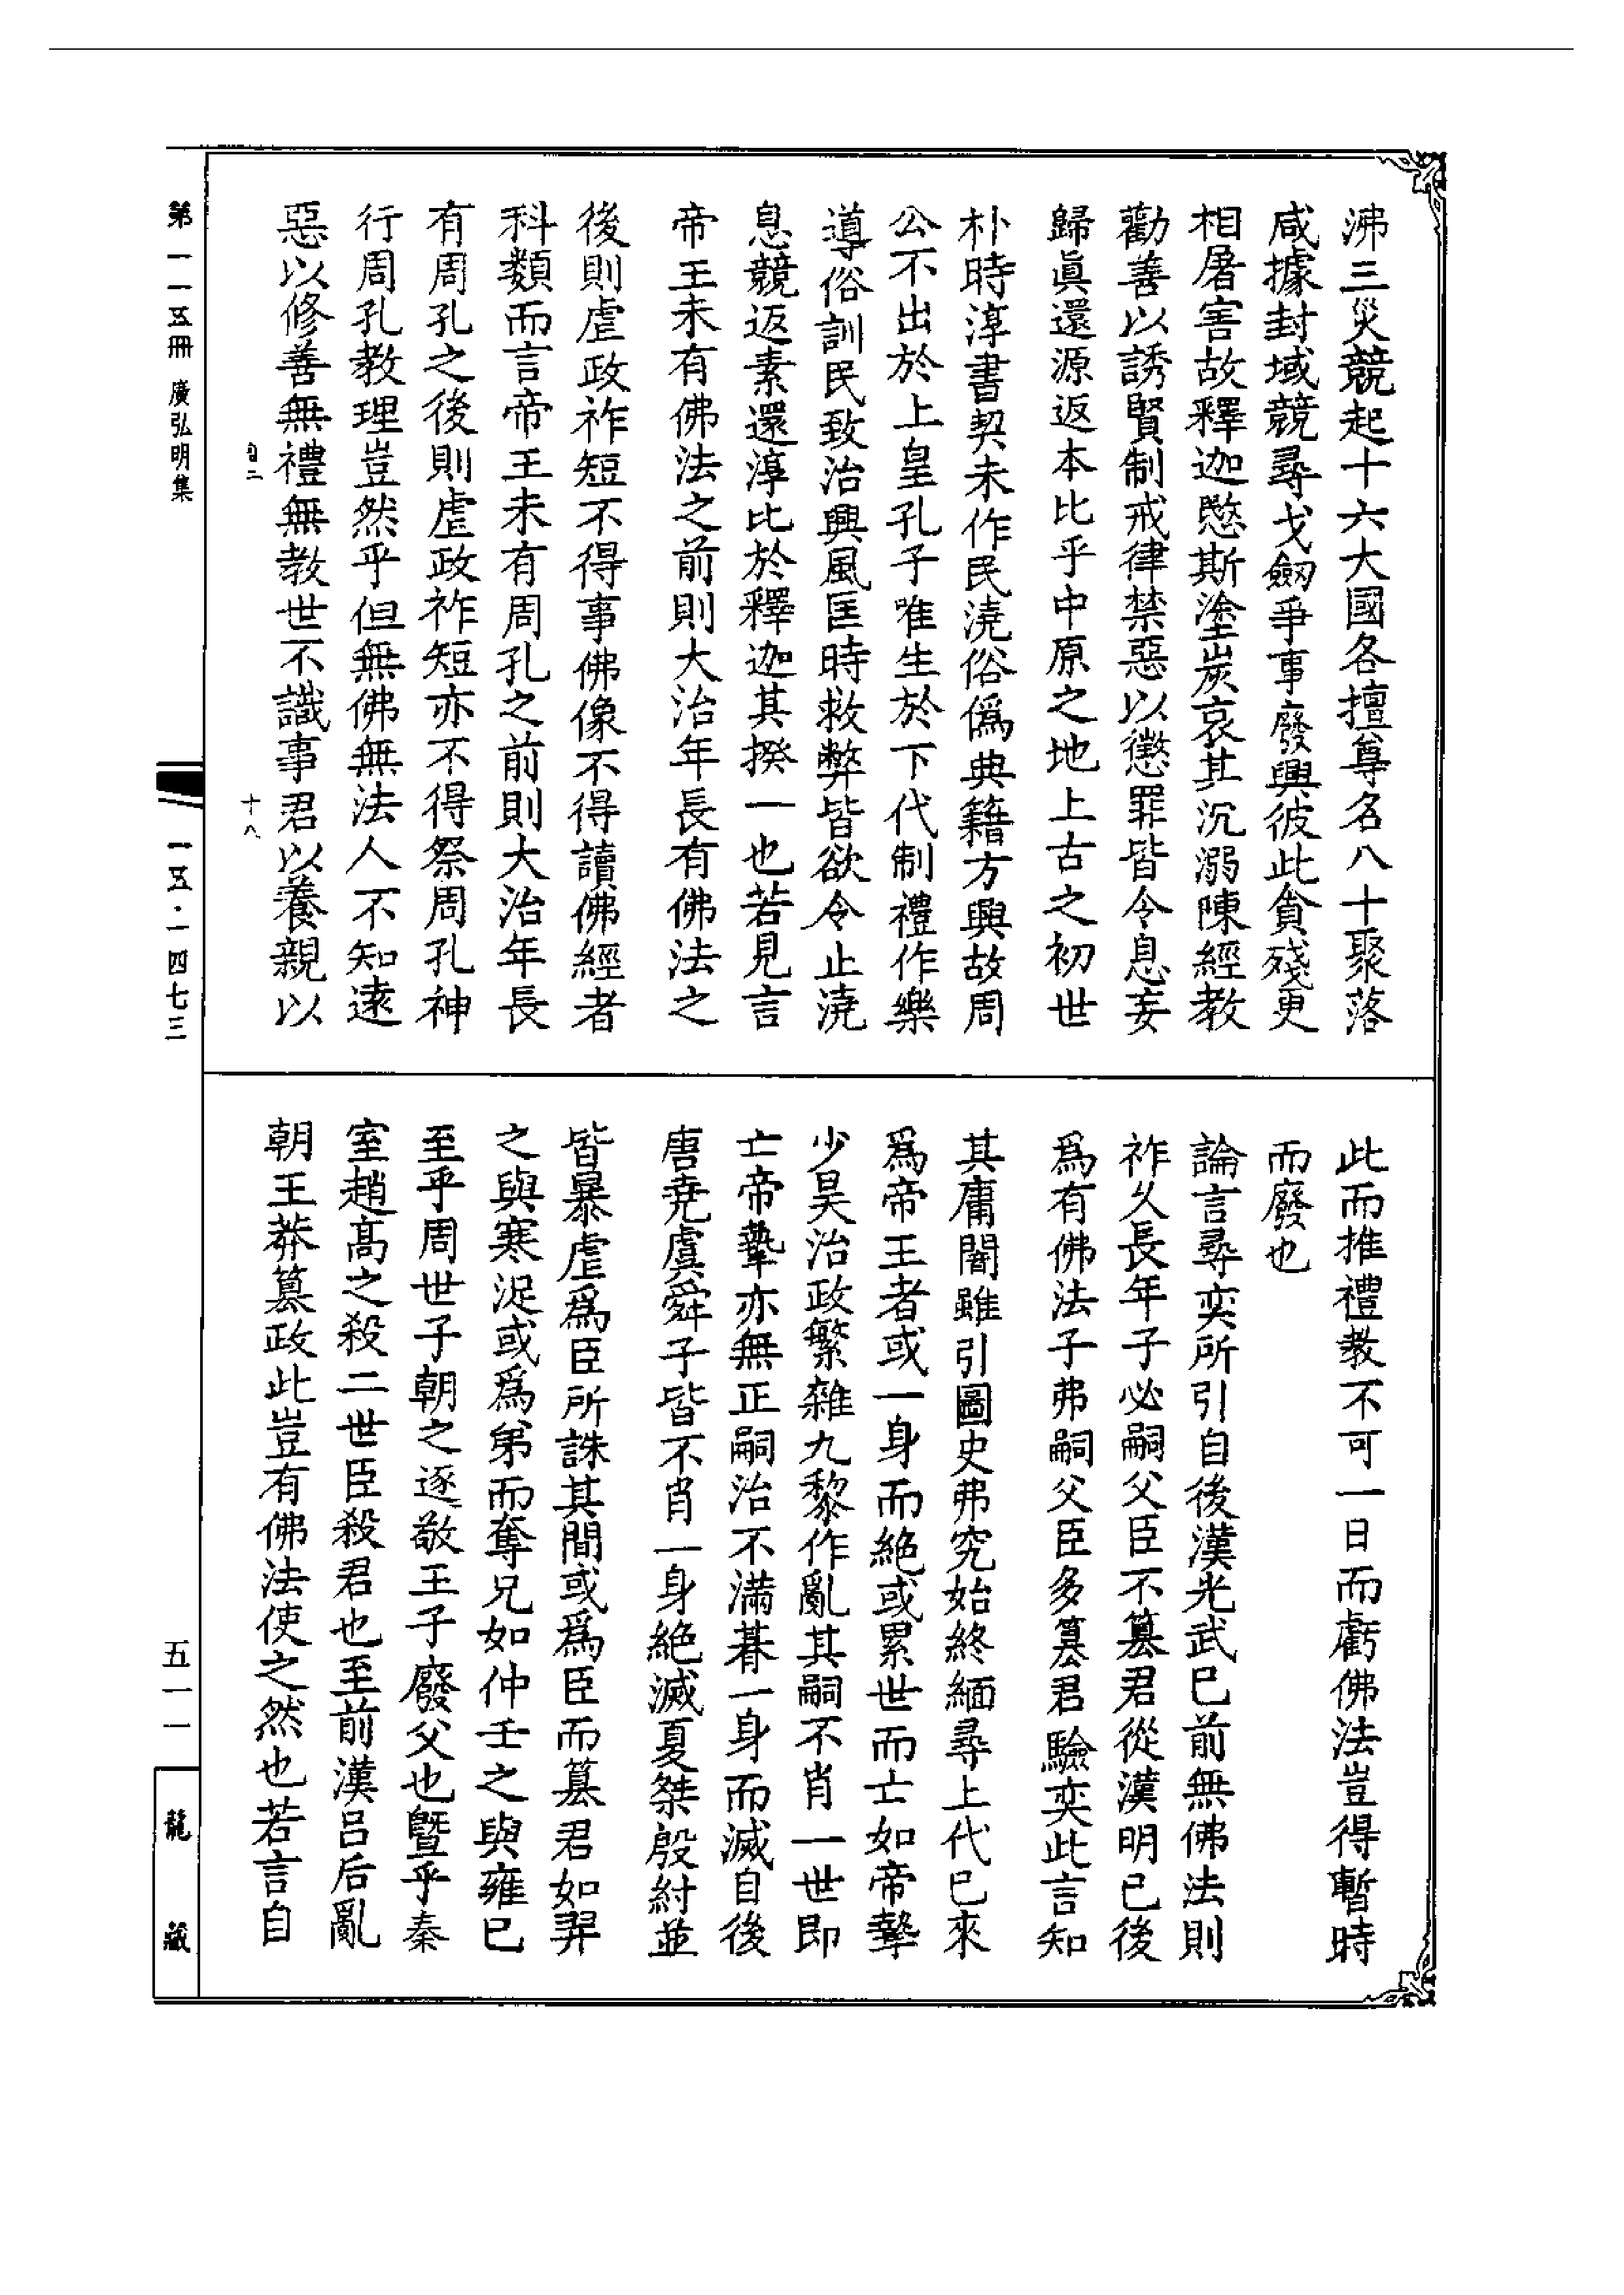 沸三災競起十六大國各擅尊名八十聚落
咸據封域競尋戈劒爭事廢興彼此貪殘更
相屠害故釋迦愍斯塗炭哀其沉溺陳經教
勸善以誘賢制戒律禁惡以懲罪皆令息妄
歸眞還源返本比乎中原之地上古之初世
朴時淳書契未作民澆俗僞典籍方興故周
公不出於上皇孔子唯生於下代制禮作樂
導俗訓民致治興風匡時救弊皆欲令止澆
息競返素還淳比於釋迦其揆一也若見言
帝王未有佛法之前則大治年長有佛法之
後則虐政祚短不得事佛像不得讀佛經者
科類而言帝王未有周孔之前則大治年長
有周孔之後則虐政祚短亦不得祭周孔神
行周孔教理豈然乎但無佛無法人不知遠
惡以修善無禮無教世不識事君以養親以
此而推禮教不可一日而虧佛法豈得暫時
而廢也
論言尋奕所引自後漢光武已前無佛法則
祚久長年子必嗣父臣不篡君從漢明已後
爲有佛法子弗嗣父臣多篡君驗奕此言知
其庸闇雖引圖史弗究始終緬尋上代已來
爲帝王者或一身而絕或累世而亡如帝摯
少昊治政繁雜九黎作亂其嗣不肖一世即
亡帝摯亦無正嗣治不滿朞一身而滅自後
唐堯虞舜子皆不肖一身絕滅夏桀殷紂並
皆暴虐爲臣所誅其間或爲臣而篡君如羿
之與寒浞或爲弟而奪兄如仲壬之與雍已
至乎周世子朝之逐敬王子廢父也曁乎秦
室趙高之殺二世臣殺君也至前漢呂后亂
朝王莽篡政此豈有佛法使之然也若言自
第一一五冊 廣弘明集
十八
一五·一四七三
五一一
龍藏